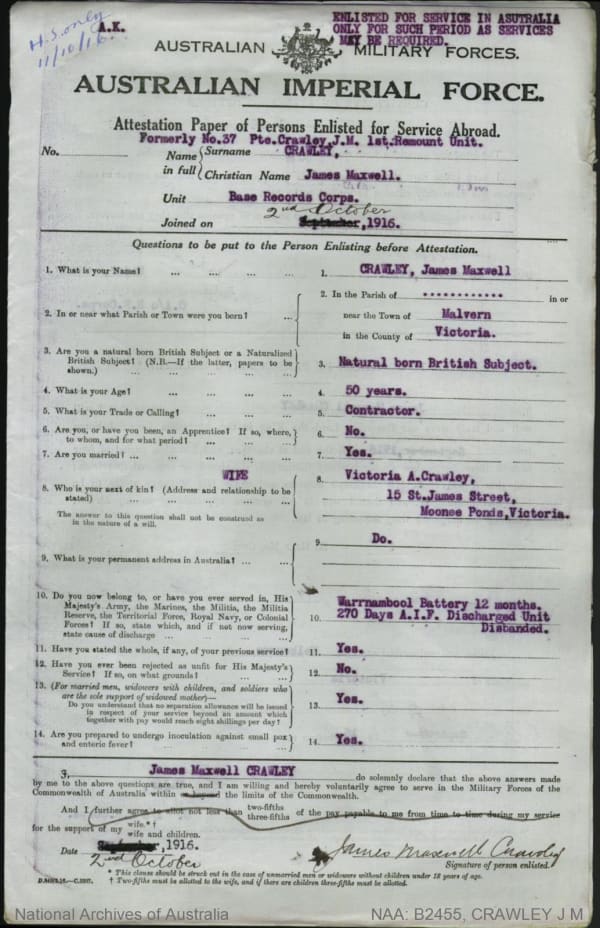 H.S. only
11/10/16
A.K.
ENLISTED FOR SERVICE IN ASUTRALIA
ONLY FOR SUCH PERIOD AS SERVICES
MAY BE REQUIRED.
AUSTRALIAN MILITARY FORCES.
AUSTRALIAN IMPERIAL FORCE.
Attestation Paper of Persons Enlisted for Service Abroad.
Formerly No.37 Pte.Crawley,J.M. 1st.Remount Unit.
No.
Name in full { Surname CRAWLEY,
Christian Name James Maxwell.
Unit Base Records Corps.
2nd October
Joined on September,1916.
Questions to be put to the Person Enlisting before Attestation.
1. What is your Name? ... ... ... ... 1. CRAWLEY, James Maxwell
2. In or near what Parish or Town were you born? ... 2. In the Parish of ************ in or
near the Town of Malvern
in the County of Victoria.
3. Are you a natural born British Subject or a Naturalized
British Subject? (N.B.—If the latter, papers to be
shown.) ... ... ... ... 3. Natural born British Subject.
4. What is your Age? ... ... ... ... 4. 50 years.
5. What is your Trade or Calling? ... ... ... 5. Contractor.
6. Are you, or have you been, an Apprentice? If so, where,
to whom, and for what period? ... ... ... 6. No.
7. Are you married? ... ... ... ... 7. Yes.
WIFE
8. Who is your next of kin? (Address and relationship to be
stated) ... ... ... ...
The answer to this question shall not be construed as
in the nature of a will.
8. Victoria A.Crawley,
15 St.James Street,
Moonee Ponds,Victoria.
9. What is your permanent address in Australia? ... ... 9. Do.
10. Do you now belong to, or have you ever served in, His
Majesty's Army, the Marines, the Militia, the Militia
Reserve, the Territorial Force, Royal Navy, or Colonial
Forces? If so, state which, and if not now serving,
state cause of discharge ... ... ...
10. Warrnambool Battery 12 months.
270 Days A.I.F. Discharged Unit
Disbanded.
11. Have you stated the whole, if any, of your previous service? 11. Yes.
12. Have you ever been rejected as unfit for His Majesty's
Service? If so, on what grounds? ... ... 12. No.
13. (For married men, widowers with children, and soldiers who
are the sole support of widowed mother)—
Do you understand that no separation allowance will be issued
in respect of your service beyond an amount which
together with pay would reach eight shillings per day?
13. Yes.
14. Are you prepared to undergo inoculation against small pox
and enteric fever? ... ... ... 14. Yes.
I, James Maxwell CRAWLEY do solemnly declare that the above answers made
by me to the above questions are true, and I am willing and hereby voluntarily agree to serve in the Military Forces of the
Commonwealth of Australia within the limits of the Commonwealth.
And I further agree to allot not less than two-fifths three-fifths of the pay payable to me from time to time during my service
for the support of my wife.*† wife and children.
Date September,1916.
2nd October
James Maxwell Crawley
Signature of person enlisted.
* This clause should be struck out in the case of unmarried men or widowers without children under 18 years of age.
† Two-fifths must be allotted to the wife, and if there are children three-fifths must be allotted.
National Archives of Australia
NAA: B2455, CRAWLEY J M